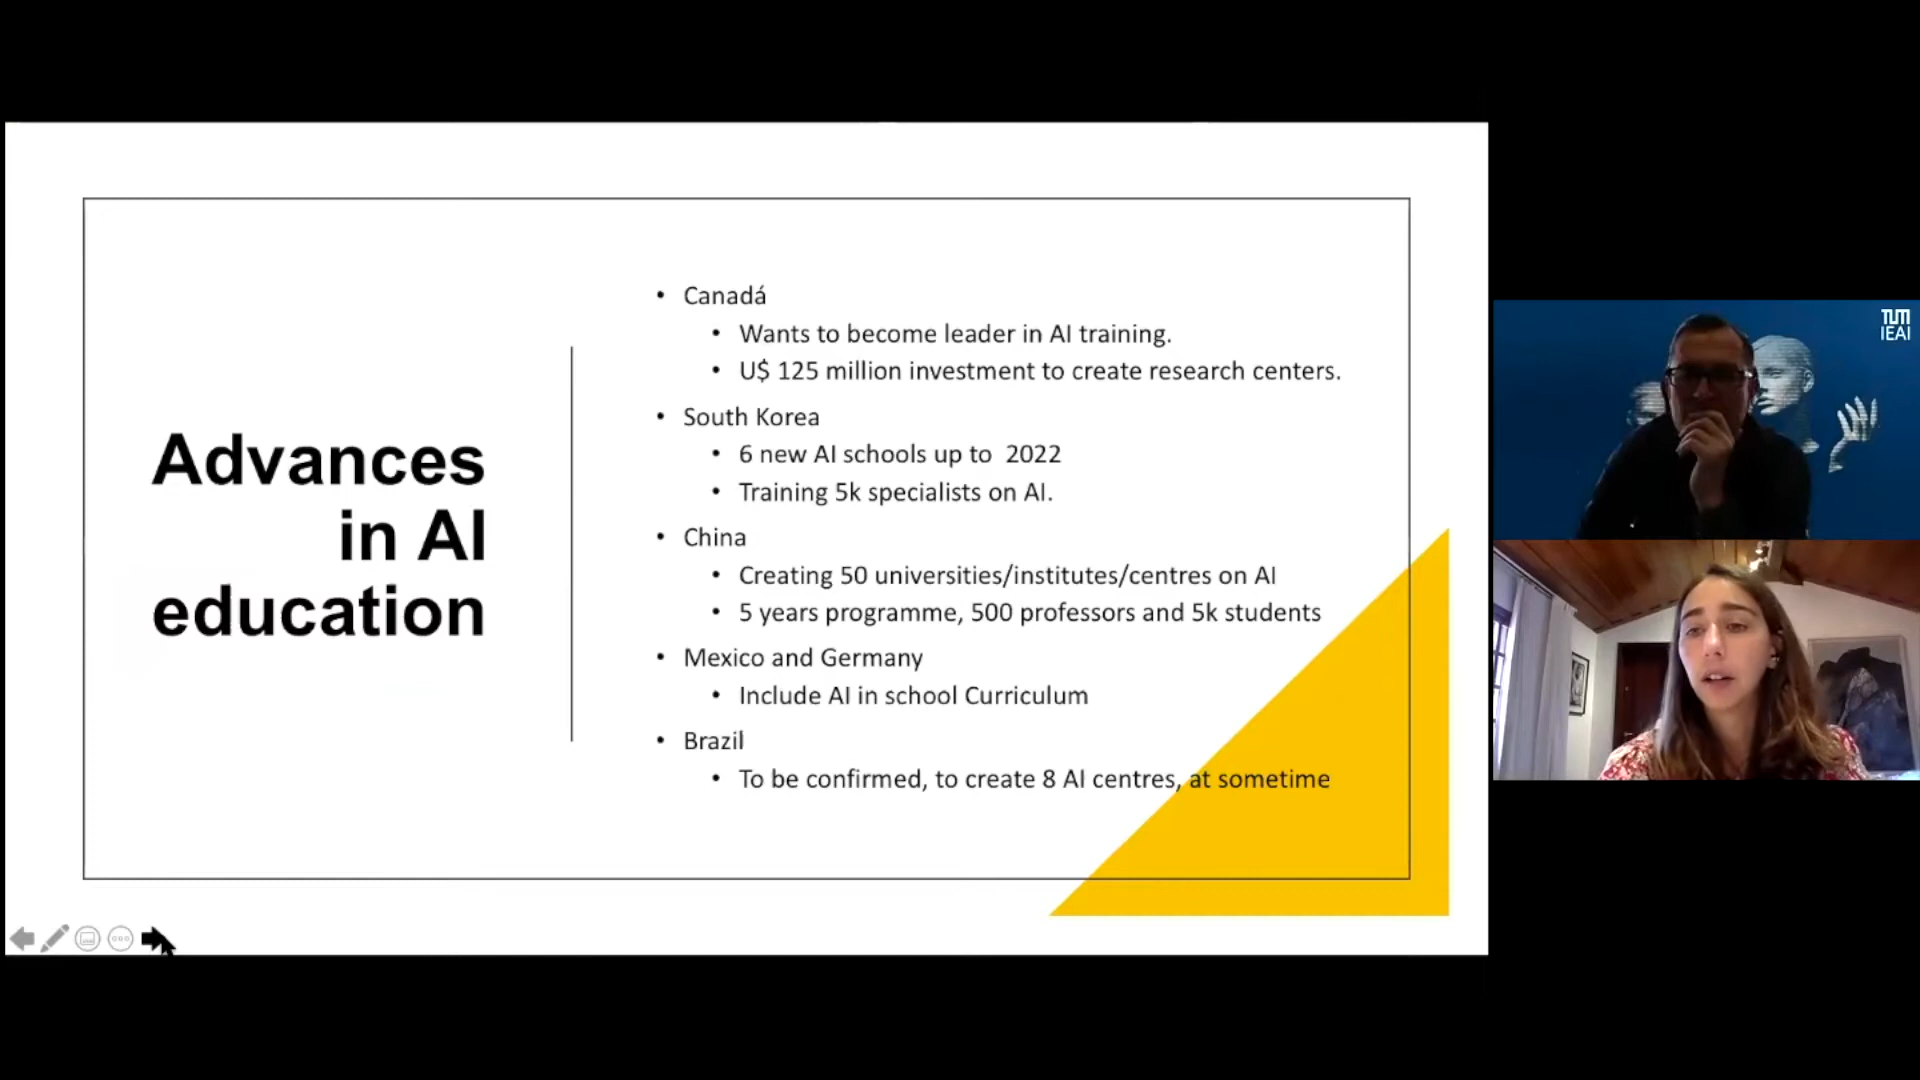 Advances
in AI
education
• Canadá
• Wants to become leader in AI training.
• U$ 125 million investment to create research centers.
• South Korea
• 6 new AI schools up to  2022
• Training 5k specialists on AI.
• China
• Creating 50 universities/institutes/centres on AI
• 5 years programme, 500 professors and 5k students
• Mexico and Germany
• Include AI in school Curriculum
• Brazil
• To be confirmed, to create 8 AI centres, at sometime
TUM
IEAI